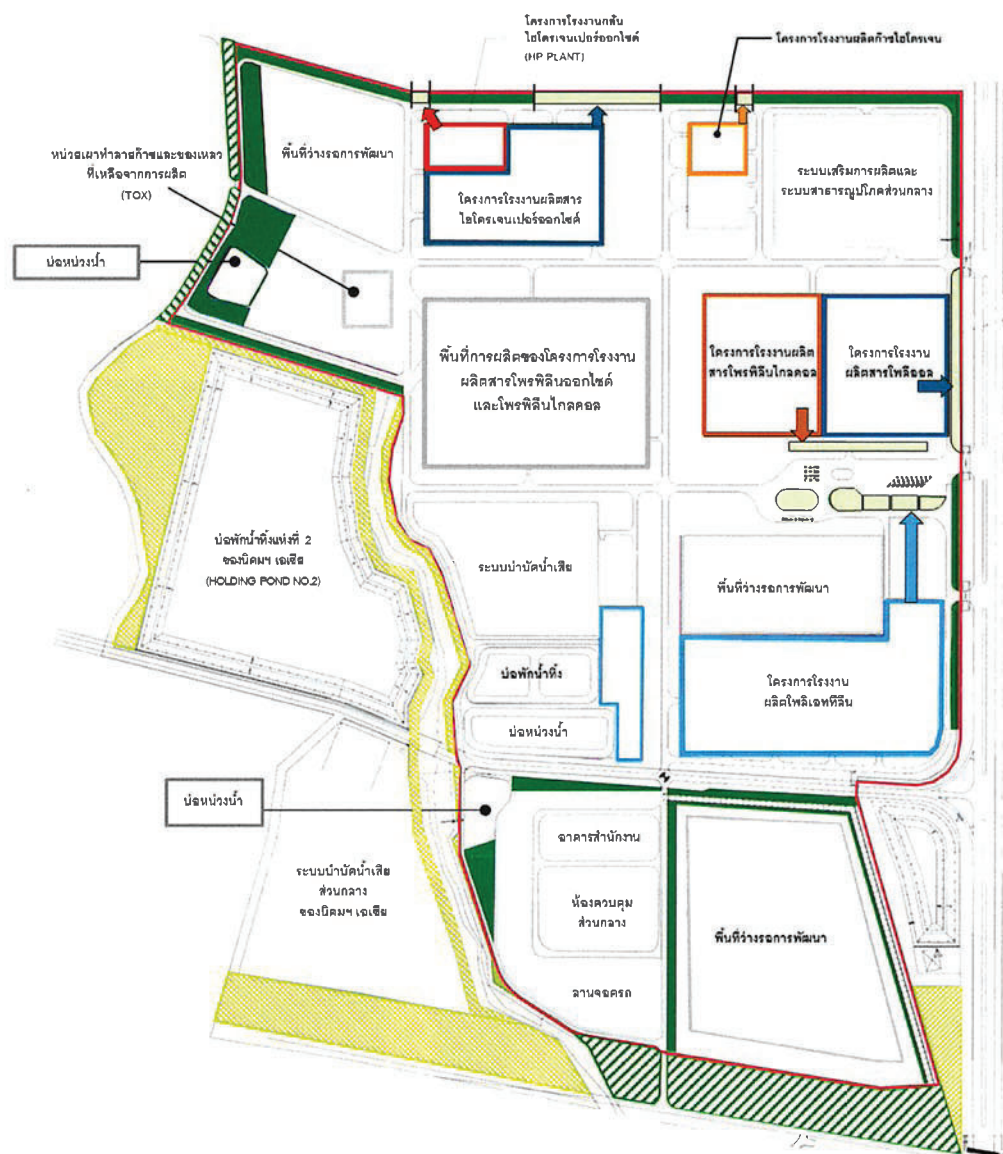 โครงการโรงงานกลั่น
ไฮโดรเจนเปอร์ออกไซด์
(HP PLANT)
โครงการโรงงานผลิตก๊าซไฮโดรเจน
หน่วยเผาทำลายก๊าซและของเหลว
ที่เหลือจากการผลิต
(TOX)
พื้นที่ว่างรอการพัฒนา
โครงการโรงงานผลิตสาร
ไฮโดรเจนเปอร์ออกไซด์
ระบบเสริมการผลิตและ
ระบบสาธารณูปโภคส่วนกลาง
บ่อหน่วงน้ำ
พื้นที่การผลิตของโครงการโรงงาน
ผลิตสารโพรพิลีนออกไซด์
และโพรพิลีนไกลคอล
โครงการโรงงานผลิต
สารโพรพิลีนไกลคอล
โครงการโรงงาน
ผลิตสารโพลีออล
บ่อพักน้ำทิ้งแห่งที่ 2
ของนิคมฯ เอเชีย
(HOLDING POND NO.2)
ระบบบำบัดน้ำเสีย
พื้นที่ว่างรอการพัฒนา
บ่อพักน้ำทิ้ง
บ่อหน่วงน้ำ
โครงการโรงงาน
ผลิตโพลิเอททีลีน
บ่อหน่วงน้ำ
ระบบบำบัดน้ำเสีย
ส่วนกลาง
ของนิคมฯ เอเชีย
อาคารสำนักงาน
ห้องควบคุม
ส่วนกลาง
ลานจอดรถ
พื้นที่ว่างรอการพัฒนา